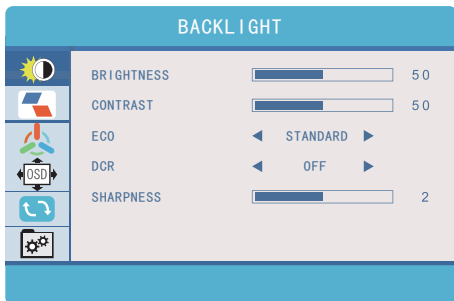 BACKLIGHT
BRIGHTNESS 50
CONTRAST 50
ECO STANDARD
DCR OFF
OSD
SHARPNESS 2